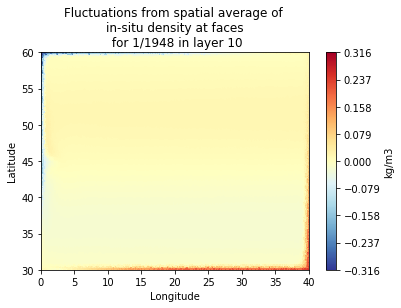 Fluctuations from spatial average of
in-situ density at faces
for 1/1948 in layer 10
60
55
50
45
40
35
30
Latitude
0 5 10 15 20 25 30 35 40
Longitude
0.316
0.237
0.158
0.079
0.000
−0.079
−0.158
−0.237
−0.316
kg/m3